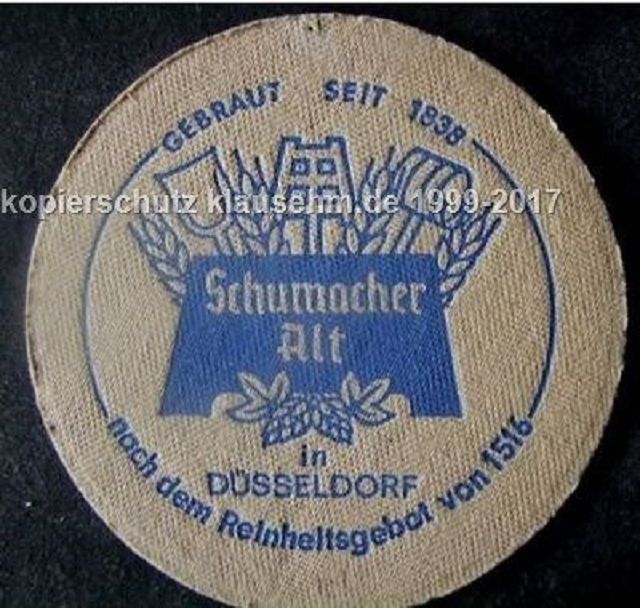 GEBRAUT SEIT 1838
kopierschutz klausehm.de 1999-2017
Schumacher
Alt
in
DÜSSELDORF
nach dem Reinheitsgebot von 1516